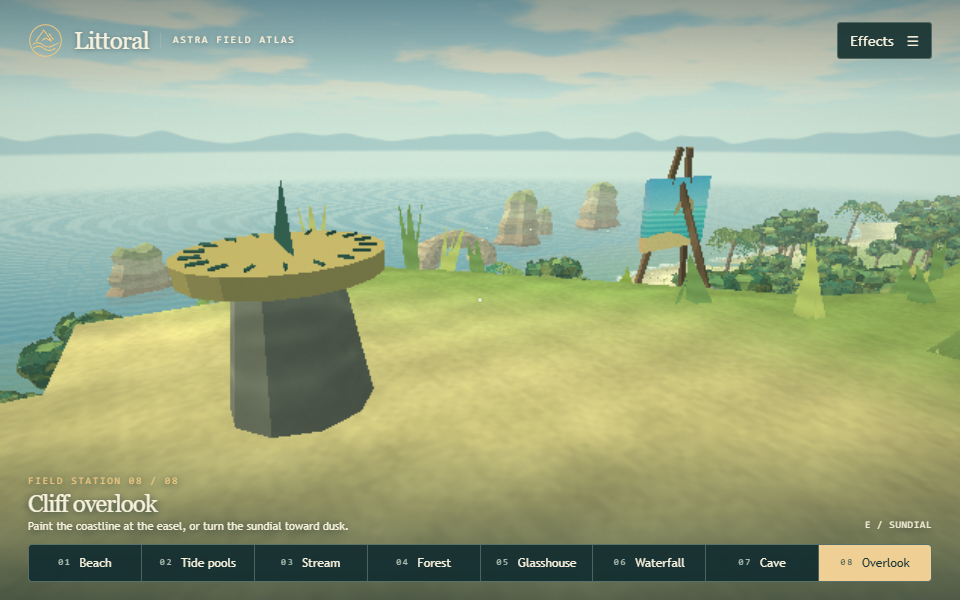 Littoral ASTRA FIELD ATLAS
Effects
FIELD STATION 08 / 08
Cliff overlook
Paint the coastline at the easel, or turn the sundial toward dusk.
E / SUNDIAL
01 Beach
02 Tide pools
03 Stream
04 Forest
05 Glasshouse
06 Waterfall
07 Cave
08 Overlook